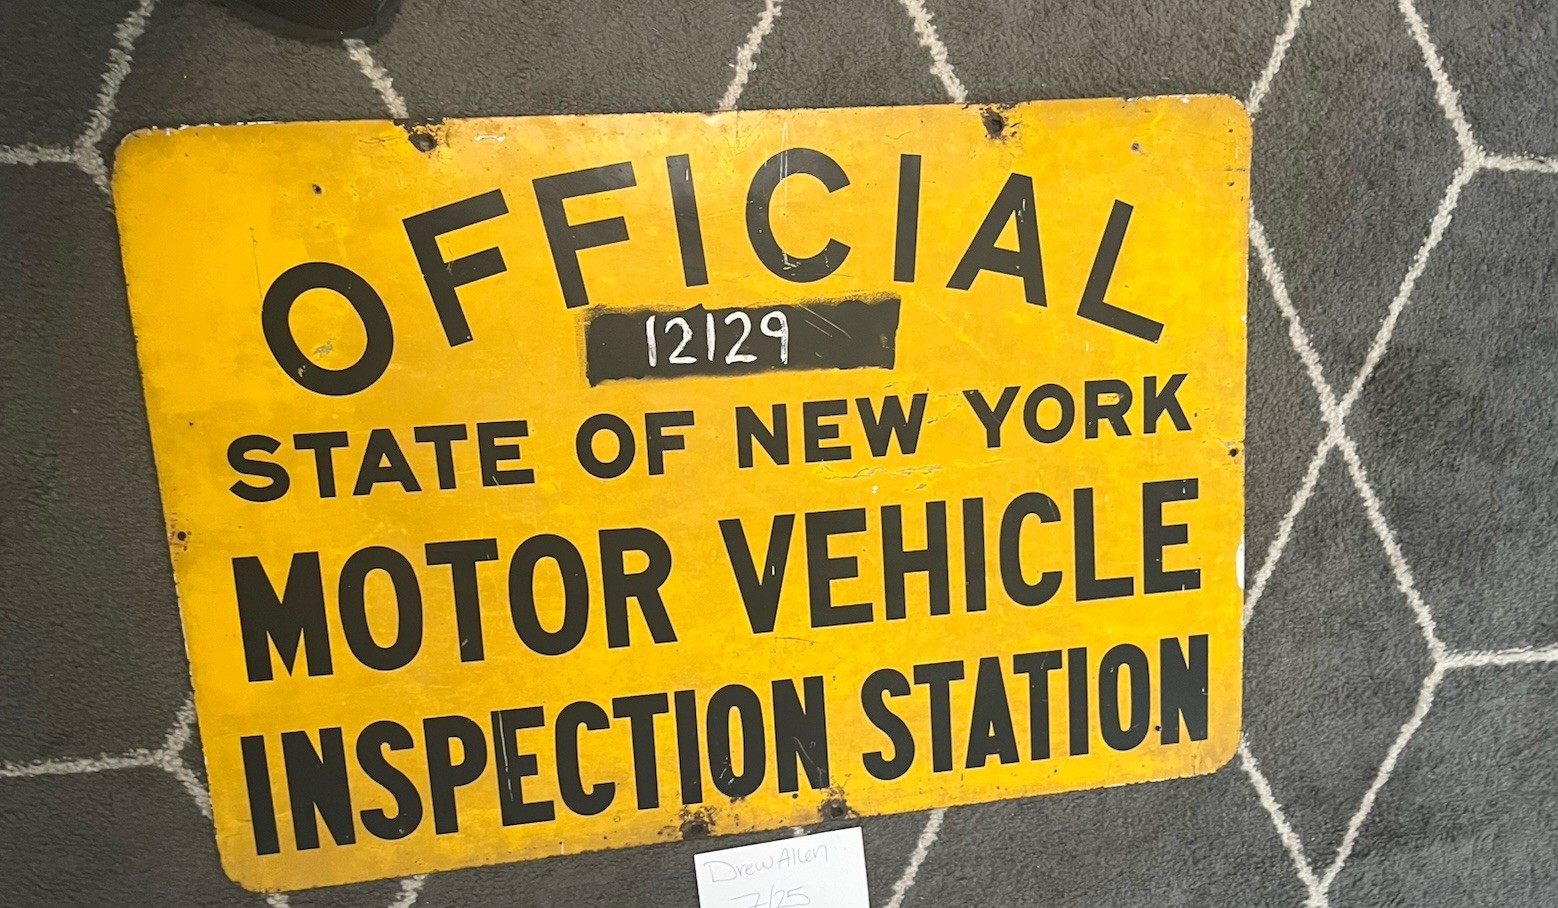 OFFICIAL
12129
STATE OF NEW YORK
MOTOR VEHICLE
INSPECTION STATION
Drew Allen
7/25